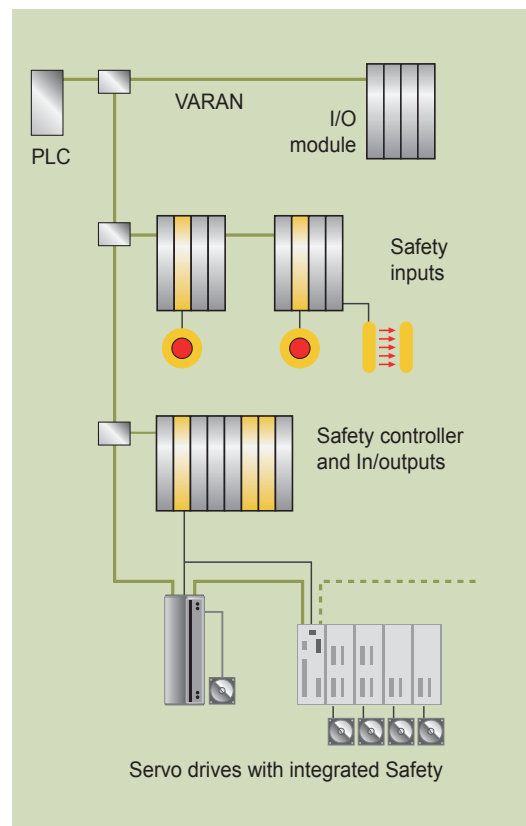 VARAN
PLC
I/O
module
Safety
inputs
Safety controller
and In/outputs
Servo drives with integrated Safety